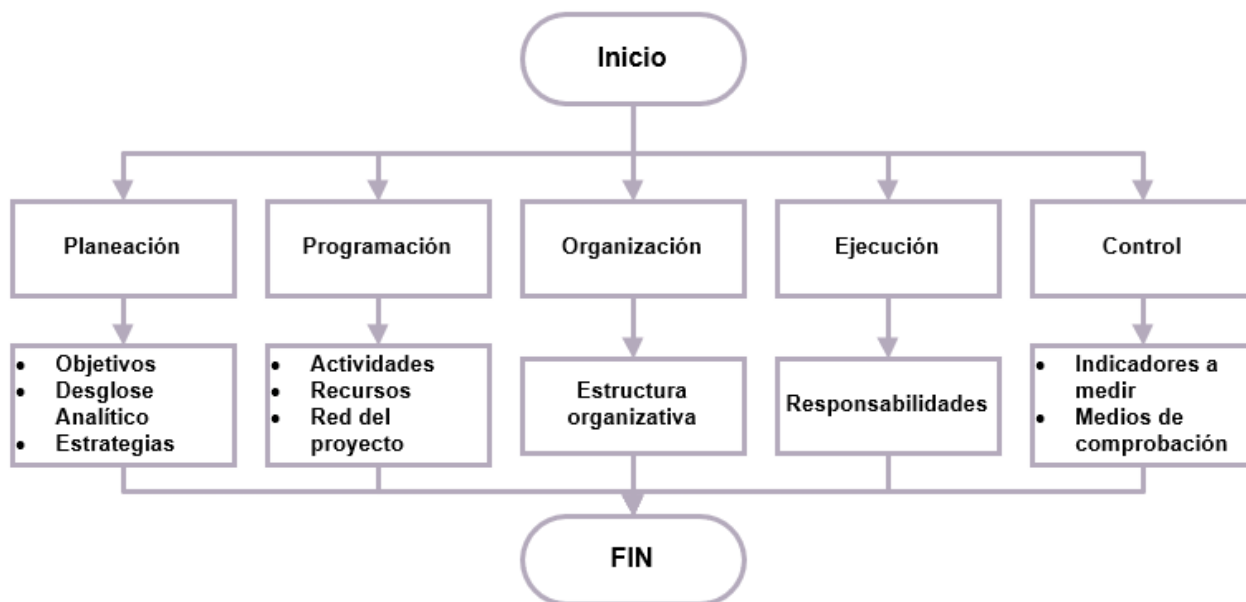 Inicio
Planeación
Programación
Organización
Ejecución
Control
• Objetivos
• Desglose
Analítico
• Estrategias
• Actividades
• Recursos
• Red del
proyecto
Estructura
organizativa
Responsabilidades
• Indicadores a
medir
• Medios de
comprobación
FIN